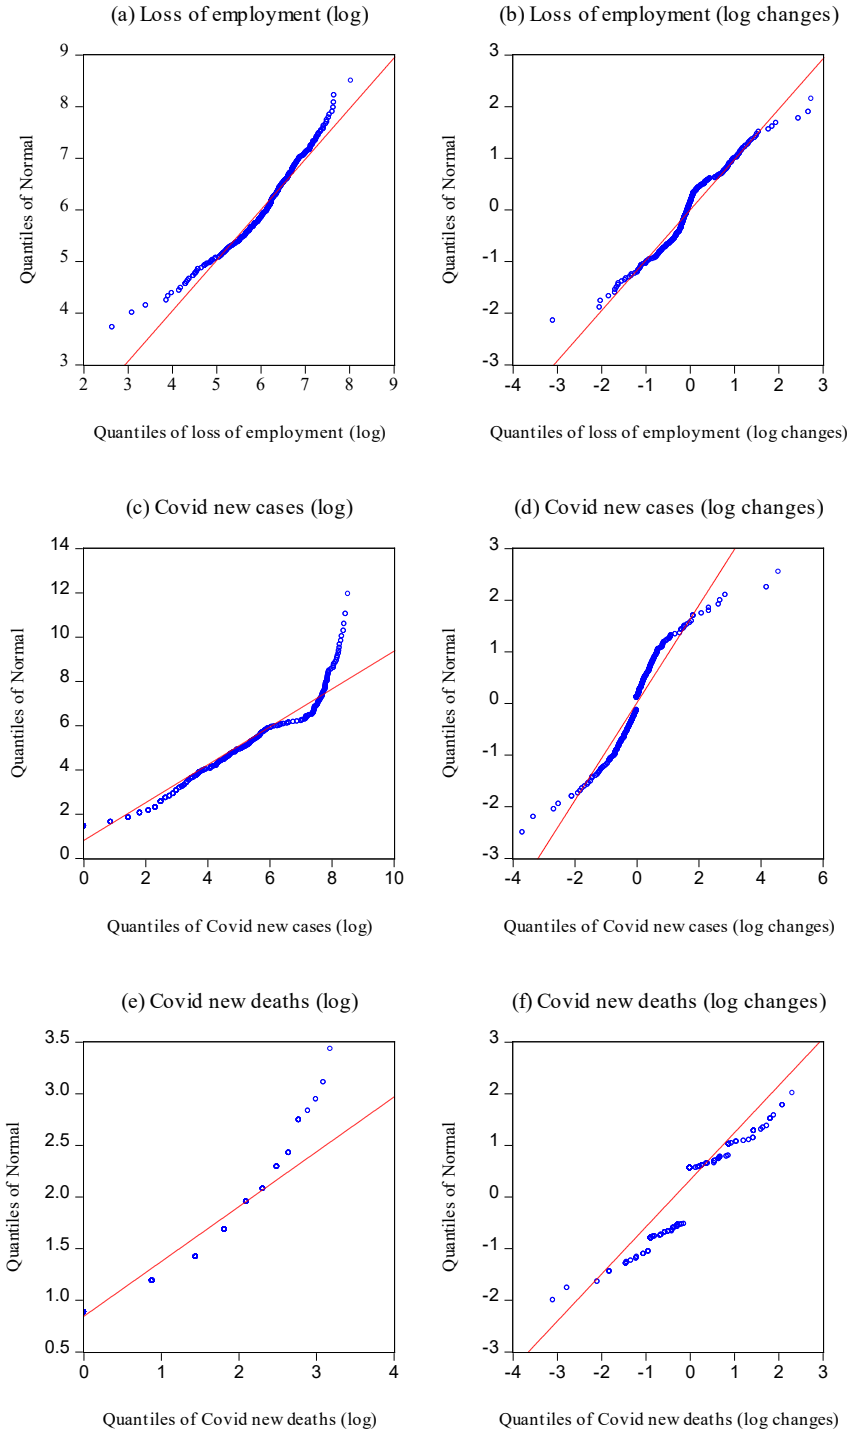 (a) Loss of employment (log)
(b) Loss of employment (log changes)
9
8
7
6
5
4
3
Quantiles of Normal
2 3 4 5 6 7 8 9
Quantiles of loss of employment (log)
3
2
1
0
-1
-2
-3
Quantiles of Normal
-4 -3 -2 -1 0 1 2 3
Quantiles of loss of employment (log changes)
(c) Covid new cases (log)
(d) Covid new cases (log changes)
14
12
10
8
6
4
2
0
Quantiles of Normal
0 2 4 6 8 10
Quantiles of Covid new cases (log)
3
2
1
0
-1
-2
-3
Quantiles of Normal
-4 -2 0 2 4 6
Quantiles of Covid new cases (log changes)
(e) Covid new deaths (log)
(f) Covid new deaths (log changes)
3.5
3.0
2.5
2.0
1.5
1.0
0.5
Quantiles of Normal
0 1 2 3 4
Quantiles of Covid new deaths (log)
3
2
1
0
-1
-2
-3
Quantiles of Normal
-4 -3 -2 -1 0 1 2 3
Quantiles of Covid new deaths (log changes)